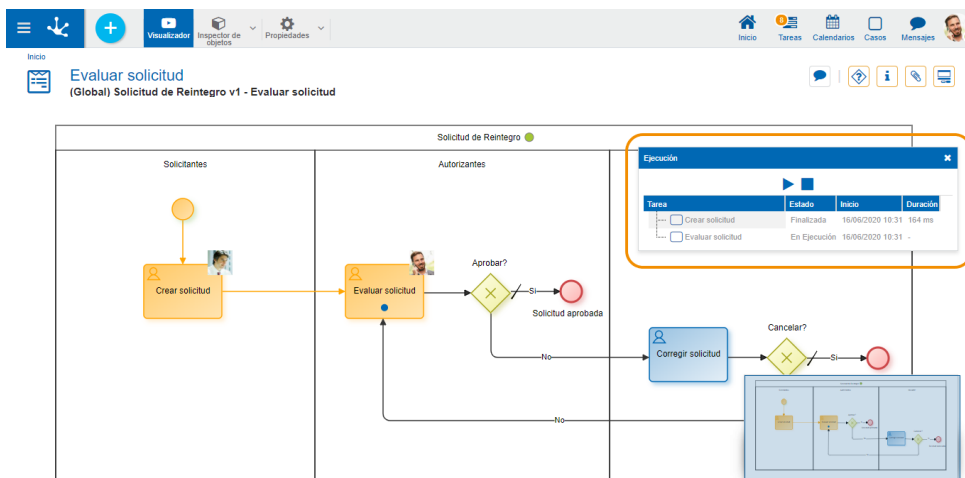 Visualizador
Inspector de
objetos
Propiedades
Inicio
8
Tareas
Calendarios
Casos
Mensajes
Inicio
Evaluar solicitud
(Global) Solicitud de Reintegro v1 - Evaluar solicitud
Solicitud de Reintegro
Solicitantes
Autorizantes
Ejecución
Tarea
Estado
Inicio
Duración
Crear solicitud
Finalizada
16/06/2020 10:31
164 ms
Evaluar solicitud
En Ejecución
16/06/2020 10:31
-
Crear solicitud
Evaluar solicitud
Aprobar?
Si
Solicitud aprobada
No
Corregir solicitud
Cancelar?
Si
No